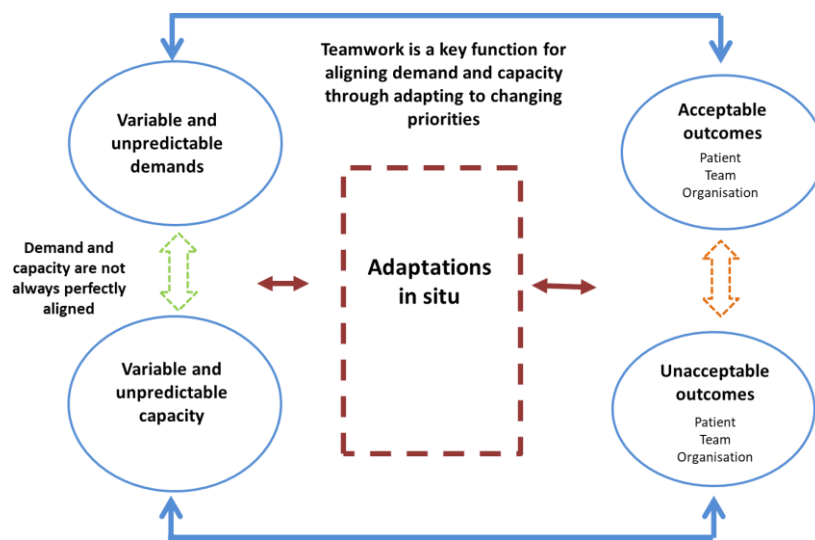 Teamwork is a key function for
aligning demand and capacity
through adapting to changing
priorities
Variable and
unpredictable
demands
Acceptable
outcomes
Patient
Team
Organisation
Demand and
capacity are not
always perfectly
aligned
Adaptations
in situ
Variable and
unpredictable
capacity
Unacceptable
outcomes
Patient
Team
Organisation